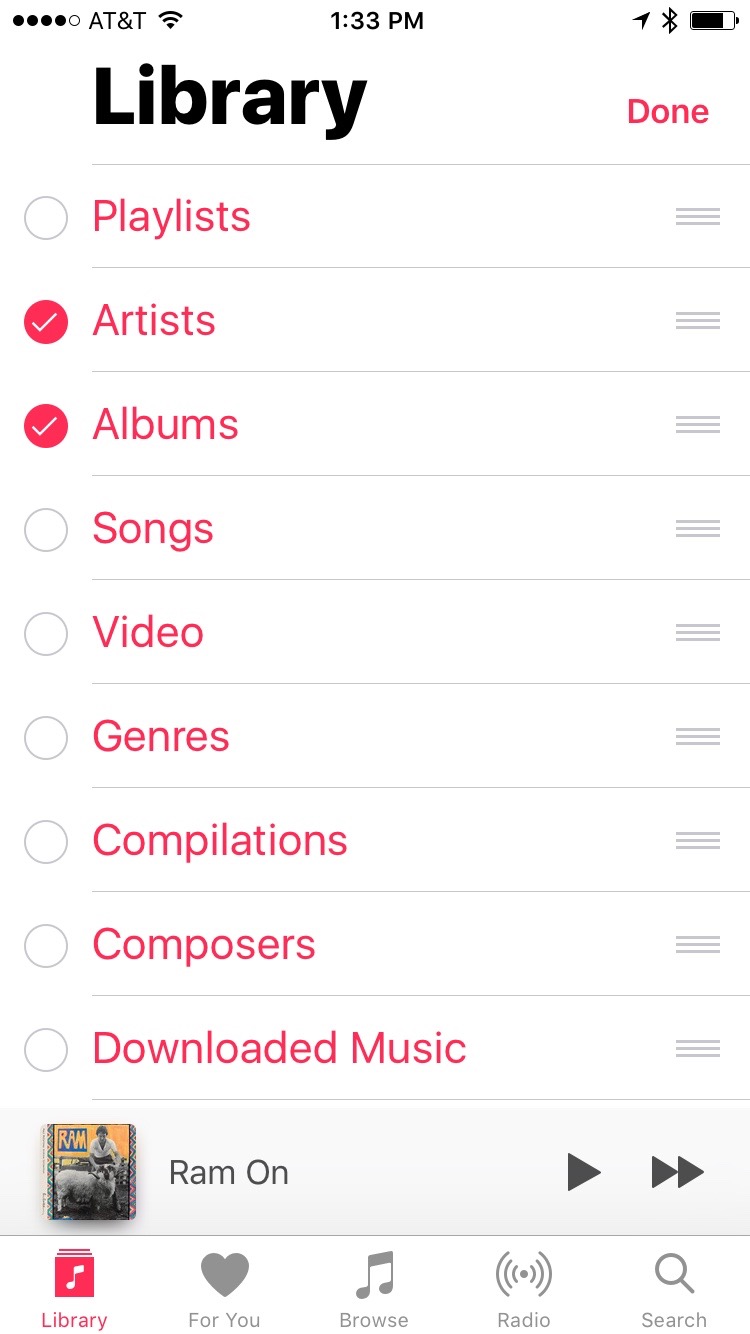 AT&T 1:33 PM
Library
Done
Playlists
Artists
Albums
Songs
Video
Genres
Compilations
Composers
Downloaded Music
RAM
Ram On
Library For You Browse Radio Search